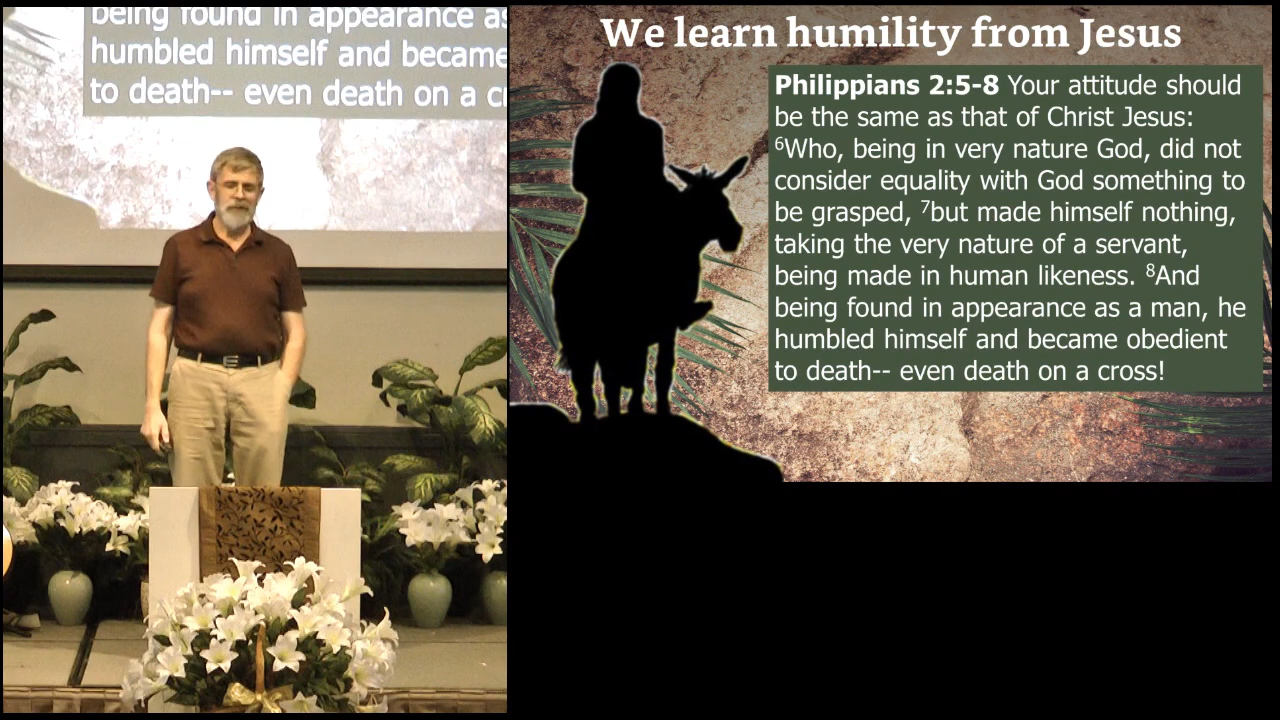 being found in appearance as
humbled himself and became
to death-- even death on a
We learn humility from Jesus
Philippians 2:5-8 Your attitude should
be the same as that of Christ Jesus:
⁶Who, being in very nature God, did not
consider equality with God something to
be grasped, ⁷but made himself nothing,
taking the very nature of a servant,
being made in human likeness. ⁸And
being found in appearance as a man, he
humbled himself and became obedient
to death-- even death on a cross!